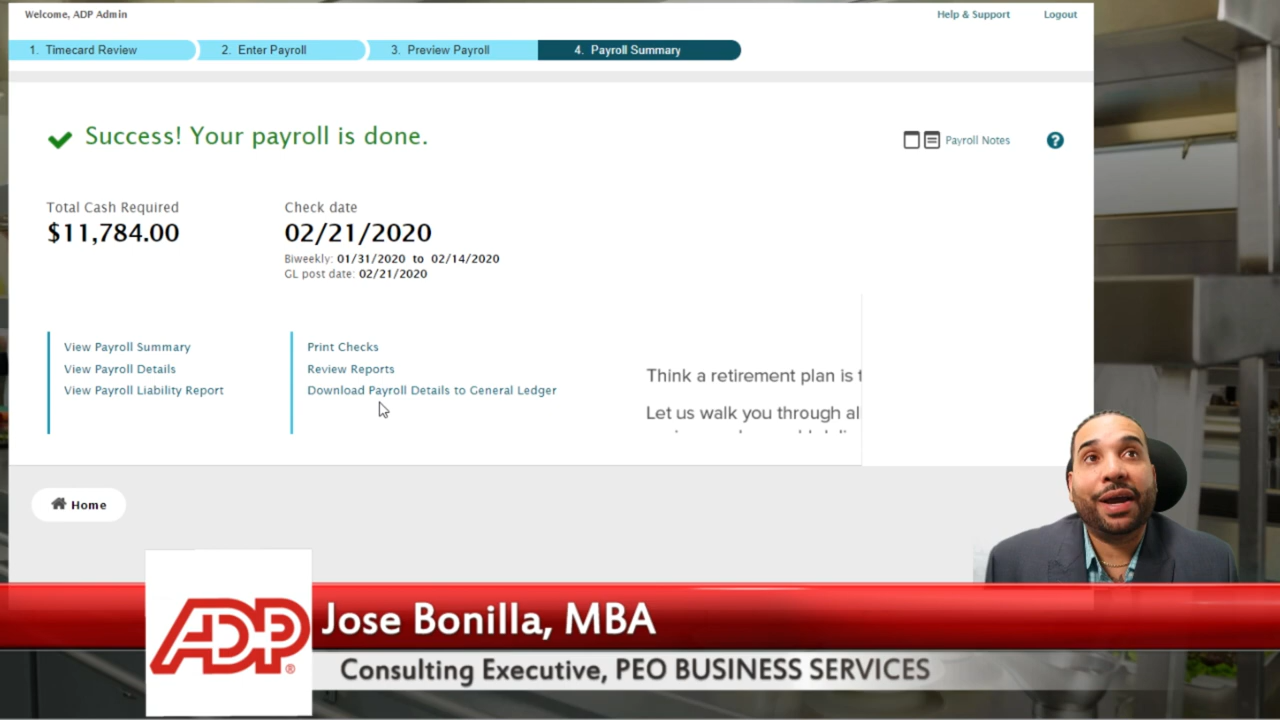 Welcome, ADP Admin
Help & Support
Logout
1. Timecard Review
2. Enter Payroll
3. Preview Payroll
4. Payroll Summary
Success! Your payroll is done.
Payroll Notes
?
Total Cash Required
$11,784.00
Check date
02/21/2020
Biweekly: 01/31/2020 to 02/14/2020
GL post date: 02/21/2020
View Payroll Summary
View Payroll Details
View Payroll Liability Report
Print Checks
Review Reports
Download Payroll Details to General Ledger
Think a retirement plan is t
Let us walk you through al
Home
ADP®
Jose Bonilla, MBA
Consulting Executive, PEO BUSINESS SERVICES